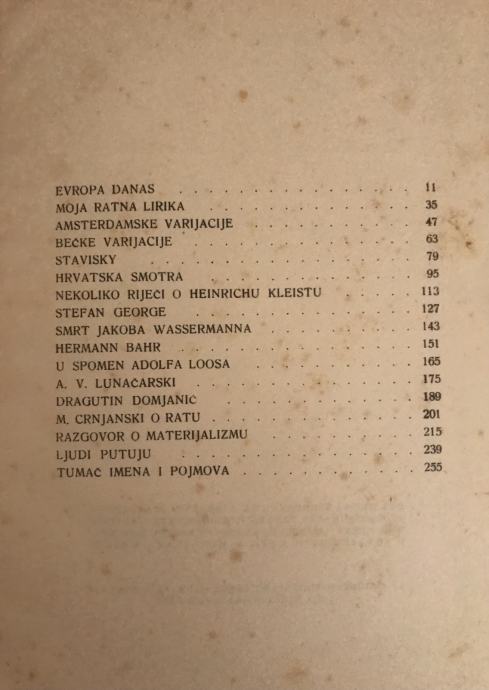 EVROPA DANAS . . . . . . . . . . . . . 11
MOJA RATNA LIRIKA . . . . . . . . . . . 35
AMSTERDAMSKE VARIJACIJE . . . . . . . . . 47
BEČKE VARIJACIJE . . . . . . . . . . . . 63
STAVISKY . . . . . . . . . . . . . . 79
HRVATSKA SMOTRA . . . . . . . . . . . 95
NEKOLIKO RIJEČI O HEINRICHU KLEISTU . . . . 113
STEFAN GEORGE . . . . . . . . . . . . 127
SMRT JAKOBA WASSERMANNA . . . . . . . . 143
HERMANN BAHR . . . . . . . . . . . . . 151
U SPOMEN ADOLFA LOOSA . . . . . . . . . 165
A. V. LUNAČARSKI . . . . . . . . . . . 175
DRAGUTIN DOMJANIĆ . . . . . . . . . . 189
M. CRNJANSKI O RATU . . . . . . . . . . 201
RAZGOVOR O MATERIJALIZMU . . . . . . . . 215
LJUDI PUTUJU . . . . . . . . . . . . 239
TUMAČ IMENA I POJMOVA . . . . . . . . . 255